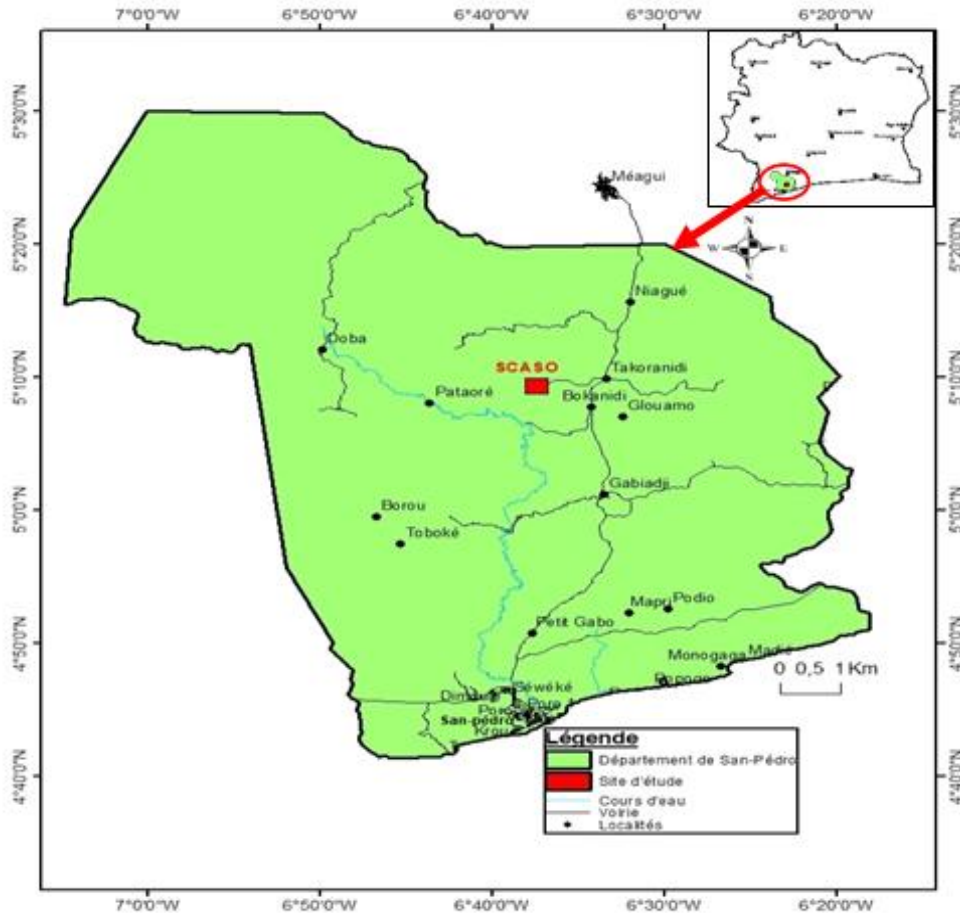 7°0'0"O 6°50'0"O 6°40'0"O 6°30'0"O 6°20'0"O
5°30'0"N 5°30'0"N
Méagui
N
W E
S
5°20'0"N 5°20'0"N
Niagué
Doba
SCASO
Takoranidi
5°10'0"N 5°10'0"N
Pataoré
Bokanidi
Glouamo
Gabiadji
5°0'0"N 5°0'0"N
Borou
Toboké
Mapri
Podio
Petit Gabo
4°50'0"N 4°50'0"N
Monogaga
0 0,5 1 Km
Séwéké
San-pédro
Légende
Département de San-Pédro
Site d'étude
Cours d'eau
Voirie
Localités
4°40'0"N 4°40'0"N
7°0'0"O 6°50'0"O 6°40'0"O 6°30'0"O 6°20'0"O